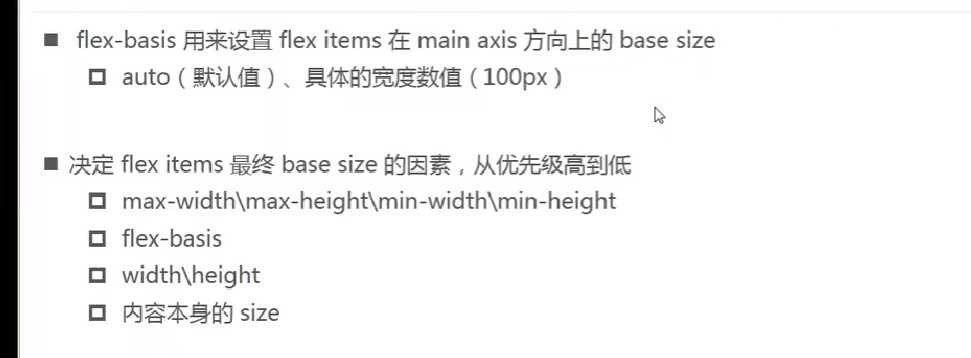 ■ flex-basis 用来设置 flex items 在 main axis 方向上的 base size
□ auto（默认值）、具体的宽度数值（100px）
■ 决定 flex items 最终 base size 的因素，从优先级高到低
□ max-width\max-height\min-width\min-height
□ flex-basis
□ width\height
□ 内容本身的 size